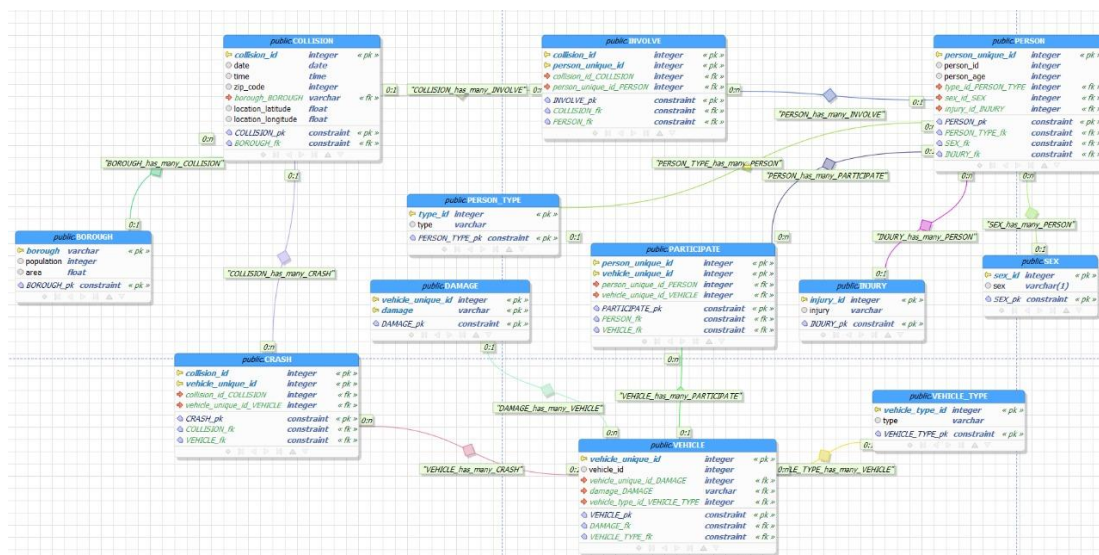 public.COLLISION
collision_id integer « pk »
date date
time time
zip_code integer
borough_BOROUGH varchar « fk »
location_latitude float
location_longitude float
COLLISION_pk constraint « pk »
BOROUGH_fk constraint « fk »
public.INVOLVE
collision_id integer « pk »
person_unique_id integer « pk »
collision_id_COLLISION integer « fk »
person_unique_id_PERSON integer « fk »
INVOLVE_pk constraint « pk »
COLLISION_fk constraint « fk »
PERSON_fk constraint « fk »
public.PERSON
person_unique_id integer « pk »
person_id integer
person_age integer
type_id_PERSON_TYPE integer « fk »
sex_id_SEX integer « fk »
injury_id_INJURY integer « fk »
PERSON_pk constraint « pk »
PERSON_TYPE_fk constraint « fk »
SEX_fk constraint « fk »
INJURY_fk constraint « fk »
0:1
"COLLISION_has_many_INVOLVE"
0:n
"PERSON_has_many_INVOLVE"
0:1
0:n
"BOROUGH_has_many_COLLISION"
0:1
"PERSON_TYPE_has_many_PERSON"
"PERSON_has_many_PARTICIPATE"
0:n
0:1
public.PERSON_TYPE
type_id integer « pk »
type varchar
PERSON_TYPE_pk constraint « pk »
0:1
public.BOROUGH
borough varchar « pk »
population integer
area float
BOROUGH_pk constraint « pk »
"COLLISION_has_many_CRASH"
0:n
public.PARTICIPATE
person_unique_id integer « pk »
vehicle_unique_id integer « pk »
person_unique_id_PERSON integer « fk »
vehicle_unique_id_VEHICLE integer « fk »
PARTICIPATE_pk constraint « pk »
PERSON_fk constraint « fk »
VEHICLE_fk constraint « fk »
0:n
"INJURY_has_many_PERSON"
0:1
public.INJURY
injury_id integer « pk »
injury varchar
INJURY_pk constraint « pk »
0:n
"SEX_has_many_PERSON"
0:1
public.SEX
sex_id integer « pk »
sex varchar(1)
SEX_pk constraint « pk »
public.DAMAGE
vehicle_unique_id integer « pk »
damage varchar « pk »
DAMAGE_pk constraint « pk »
0:1
"DAMAGE_has_many_VEHICLE"
0:n
public.CRASH
collision_id integer « pk »
vehicle_unique_id integer « pk »
collision_id_COLLISION integer « fk »
vehicle_unique_id_VEHICLE integer « fk »
CRASH_pk constraint « pk »
COLLISION_fk constraint « fk »
VEHICLE_fk constraint « fk »
0:n
"VEHICLE_has_many_CRASH"
0:n
"VEHICLE_has_many_PARTICIPATE"
0:1
public.VEHICLE
vehicle_unique_id integer « pk »
vehicle_id integer
vehicle_unique_id_DAMAGE integer « fk »
damage_DAMAGE varchar « fk »
vehicle_type_id_VEHICLE_TYPE integer « fk »
VEHICLE_pk constraint « pk »
DAMAGE_fk constraint « fk »
VEHICLE_TYPE_fk constraint « fk »
public.VEHICLE_TYPE
vehicle_type_id integer « pk »
type varchar
VEHICLE_TYPE_pk constraint « pk »
LE_TYPE_has_many_VEHICLE"